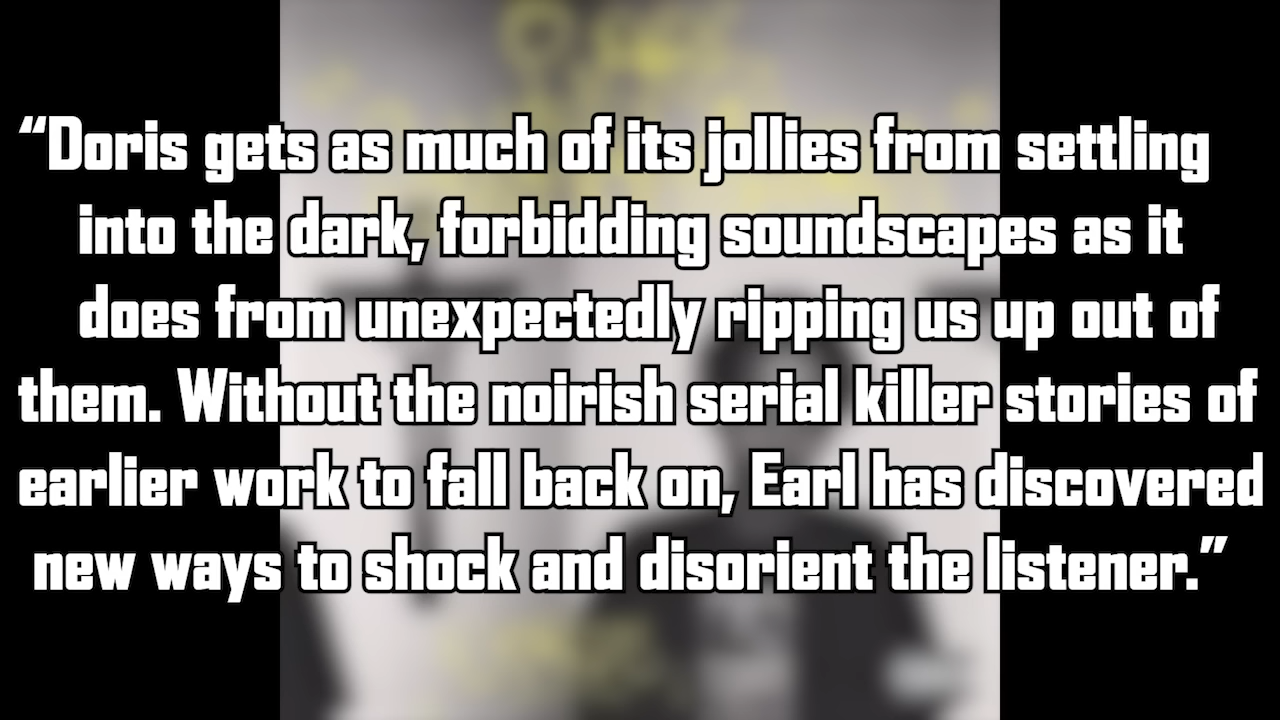 “Doris gets as much of its jollies from settling
into the dark, forbidding soundscapes as it
does from unexpectedly ripping us up out of
them. Without the noirish serial killer stories of
earlier work to fall back on, Earl has discovered
new ways to shock and disorient the listener.”